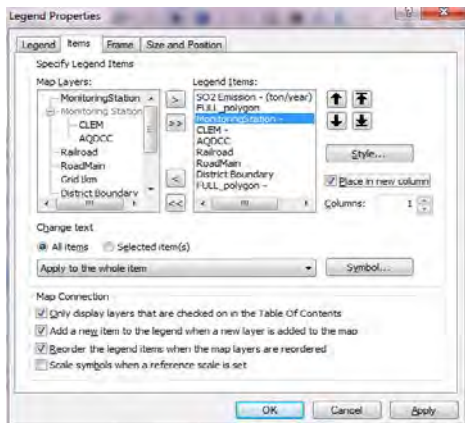 Legend Properties
Legend Items Frame Size and Position
Specify Legend Items
Map Layers:
MonitoringStation
Monitoring Station
CLEM
AQDCC
Railroad
RoadMain
Grid 1km
District Boundary
>
>>
<
<<
Legend Items:
SO2 Emission - (ton/year)
FULL_polygon
MonitoringStation -
CLEM -
AQDCC
Railroad
RoadMain
District Boundary
FULL_polygon -
Style...
Place in new column
Columns: 1
Change text
All items Selected item(s)
Apply to the whole item
Symbol...
Map Connection
Only display layers that are checked on in the Table Of Contents
Add a new item to the legend when a new layer is added to the map
Reorder the legend items when the map layers are reordered
Scale symbols when a reference scale is set
OK Cancel Apply